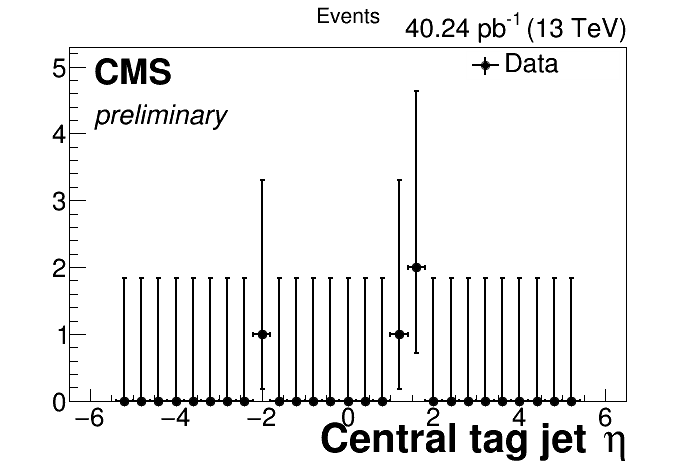 Events
40.24 pb⁻¹ (13 TeV)
CMS
preliminary
Data
5
4
3
2
1
0
−6 −4 −2 0 2 4 6
Central tag jet η